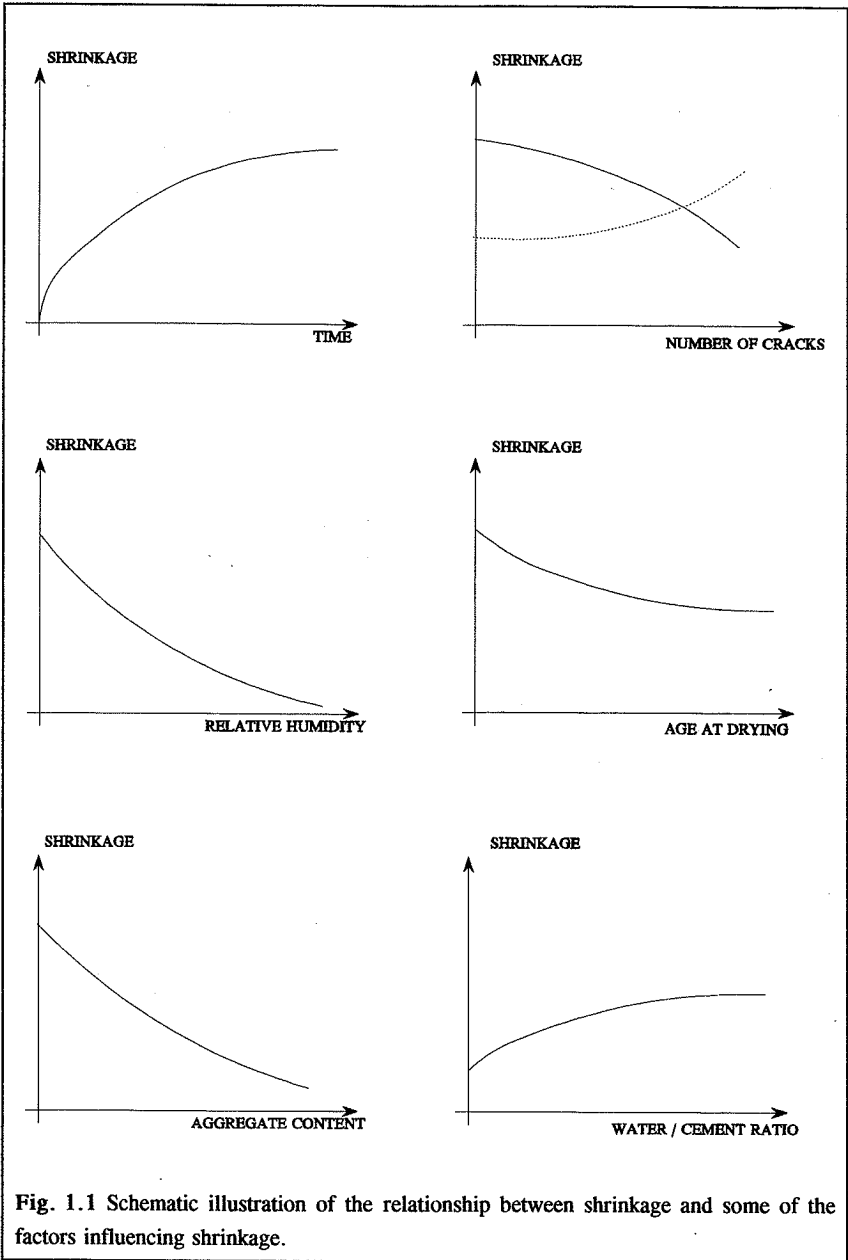 SHRINKAGE
TIME
SHRINKAGE
NUMBER OF CRACKS
SHRINKAGE
RELATIVE HUMIDITY
SHRINKAGE
AGE AT DRYING
SHRINKAGE
AGGREGATE CONTENT
SHRINKAGE
WATER / CEMENT RATIO
Fig. 1.1 Schematic illustration of the relationship between shrinkage and some of the
factors influencing shrinkage.